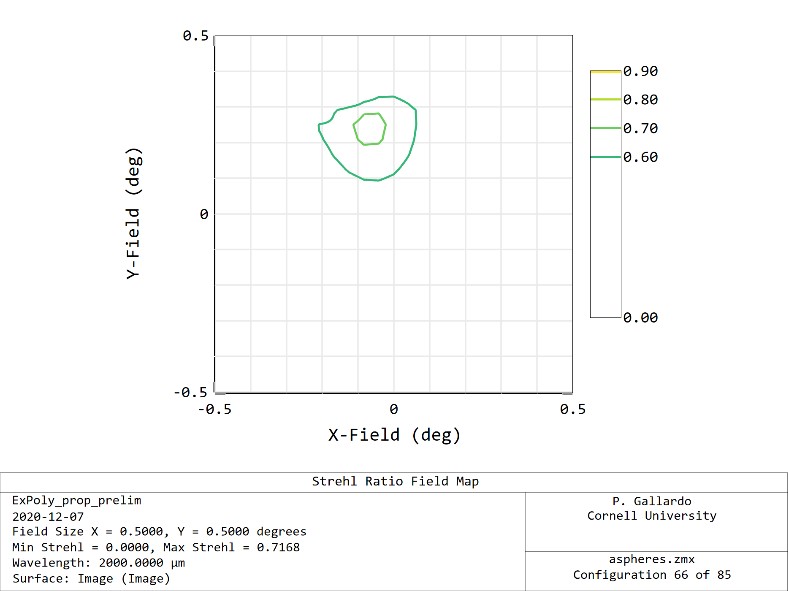 0.5
0
-0.5
Y-Field (deg)
-0.5
0
0.5
X-Field (deg)
0.90
0.80
0.70
0.60
0.00
Strehl Ratio Field Map
ExPoly_prop_prelim
2020-12-07
Field Size X = 0.5000, Y = 0.5000 degrees
Min Strehl = 0.0000, Max Strehl = 0.7168
Wavelength: 2000.0000 µm
Surface: Image (Image)
P. Gallardo
Cornell University
aspheres.zmx
Configuration 66 of 85